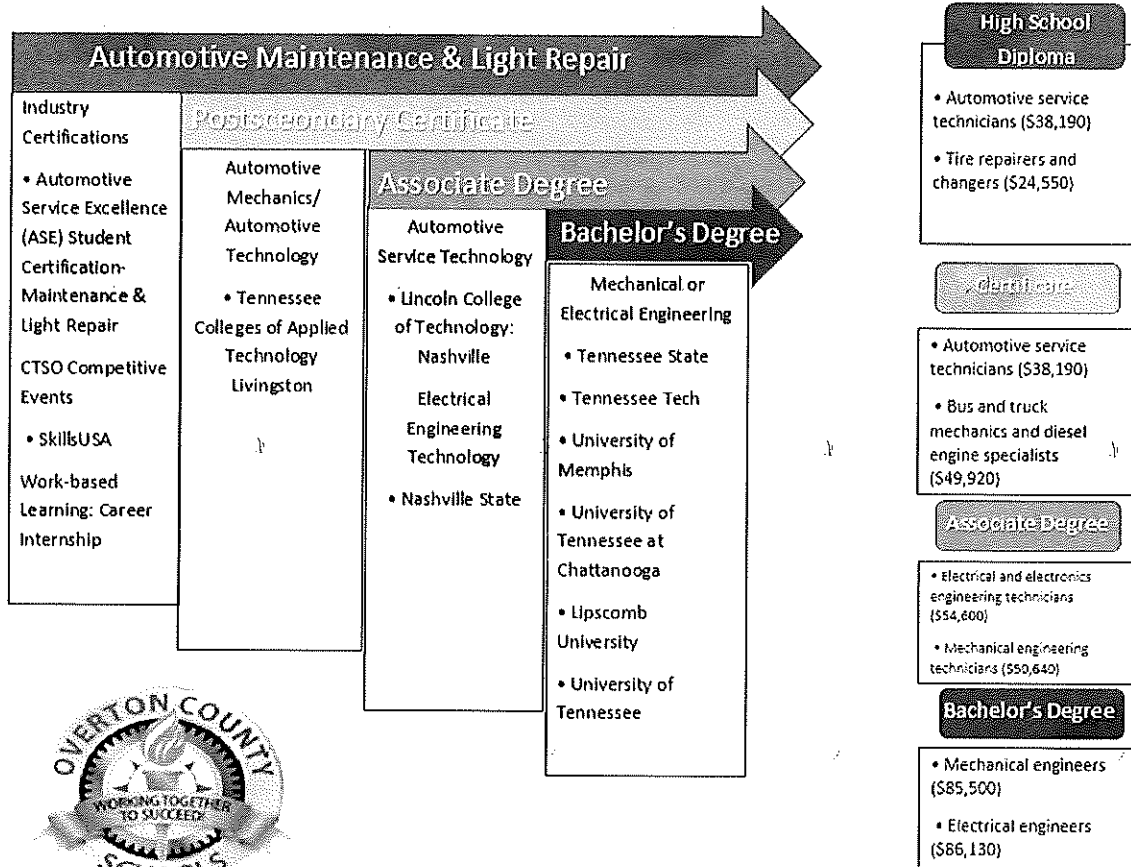 Automotive Maintenance & Light Repair
Industry
Certifications
• Automotive
Service Excellence
(ASE) Student
Certification-
Maintenance &
Light Repair
CTSO Competitive
Events
• SkillsUSA
Work-based
Learning: Career
Internship
Postsceondary Certificate
Automotive
Mechanics/
Automotive
Technology
• Tennessee
Colleges of Applied
Technology
Livingston
Associate Degree
Automotive
Service Technology
• Lincoln College
of Technology:
Nashville
Electrical
Engineering
Technology
• Nashville State
Bachelor's Degree
Mechanical or
Electrical Engineering
• Tennessee State
• Tennessee Tech
• University of
Memphis
• University of
Tennessee at
Chattanooga
• Lipscomb
University
• University of
Tennessee
High School
Diploma
• Automotive service
technicians ($38,190)
• Tire repairers and
changers ($24,550)
Certificate
• Automotive service
technicians ($38,190)
• Bus and truck
mechanics and diesel
engine specialists
($49,920)
Associate Degree
• Electrical and electronics
engineering technicians
($54,600)
• Mechanical engineering
technicians ($50,640)
Bachelor's Degree
• Mechanical engineers
($85,500)
• Electrical engineers
($86,130)
OVERTON COUNTY
WORKING TOGETHER
TO SUCCEED!
SCHOOLS